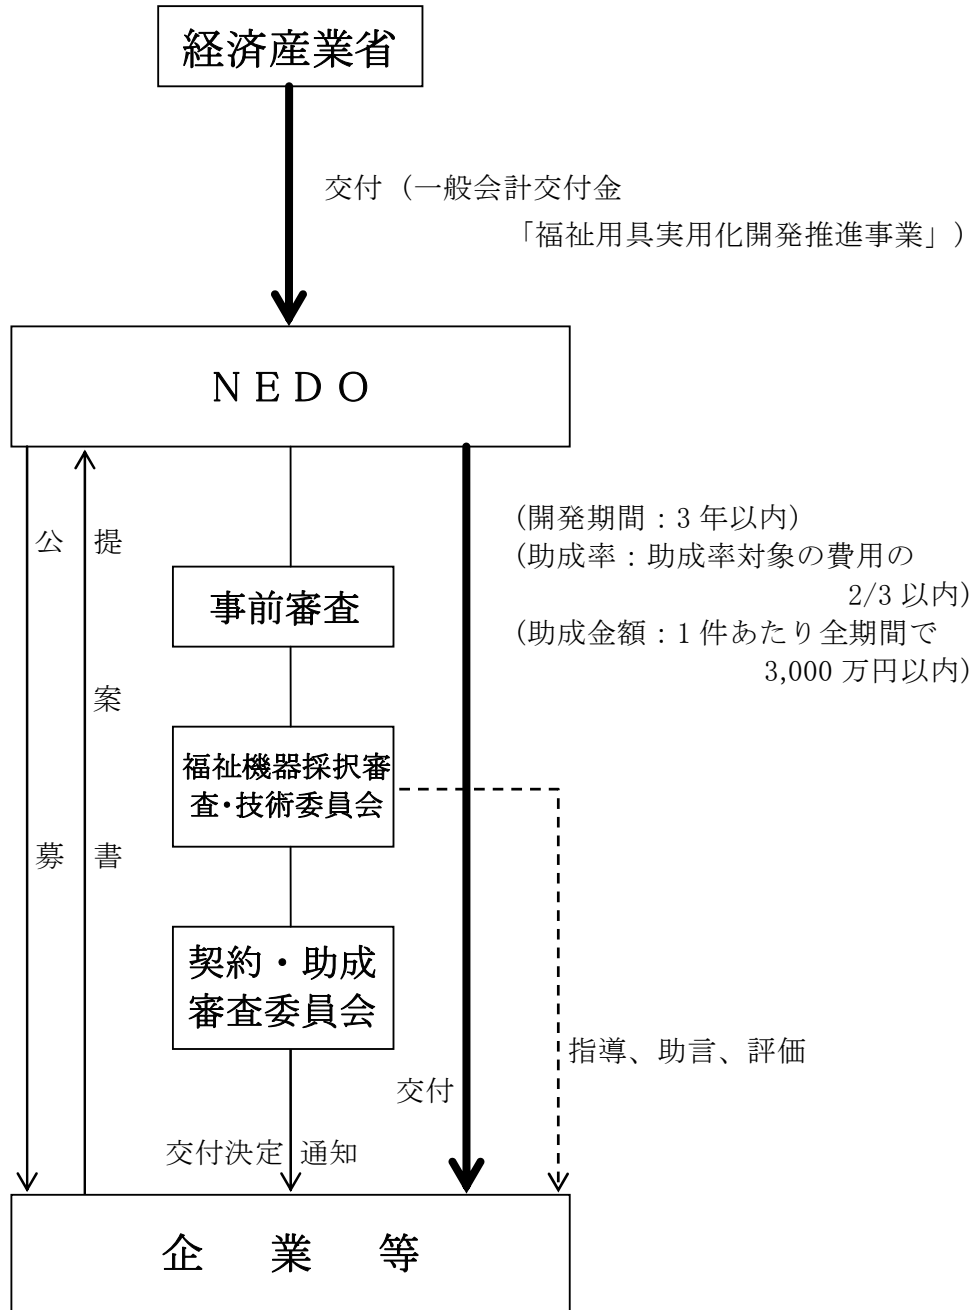 経済産業省
交付（一般会計交付金
「福祉用具実用化開発推進事業」）
ＮＥＤＯ
公募
提案書
(開発期間：3年以内)
(助成率：助成率対象の費用の
2/3以内)
(助成金額：1件あたり全期間で
3,000万円以内)
事前審査
福祉機器採択審
査・技術委員会
契約・助成
審査委員会
指導、助言、評価
交付
交付決定通知
企業等